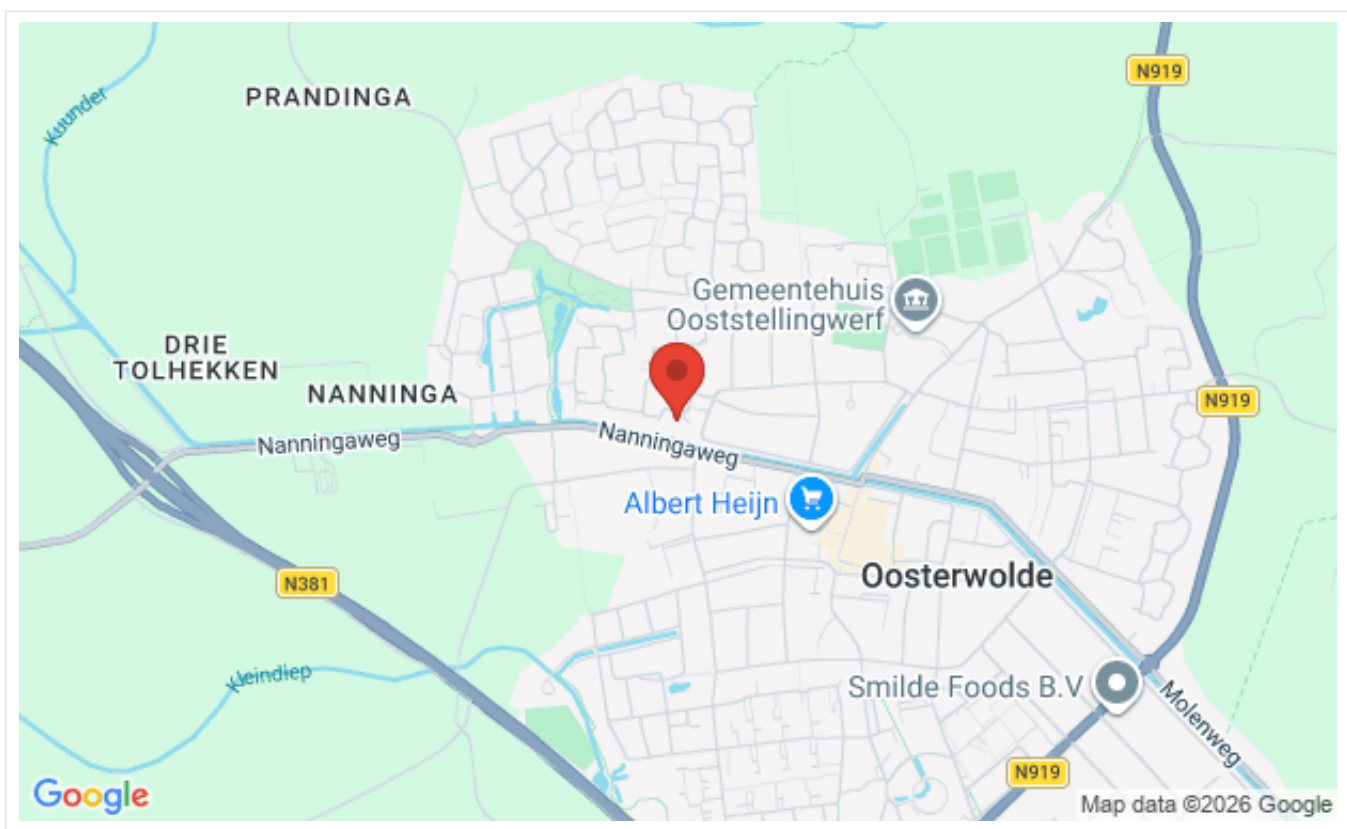 N919
PRANDINGA
Kuunder
Gemeentehuis
Ooststellingwerf
DRIE
TOLHEKKEN
NANNINGA
N919
Nanningaweg
Nanningaweg
Albert Heijn
Oosterwolde
N381
Kleindiep
Smilde Foods B.V
Molenweg
N919
Google
Map data ©2026 Google